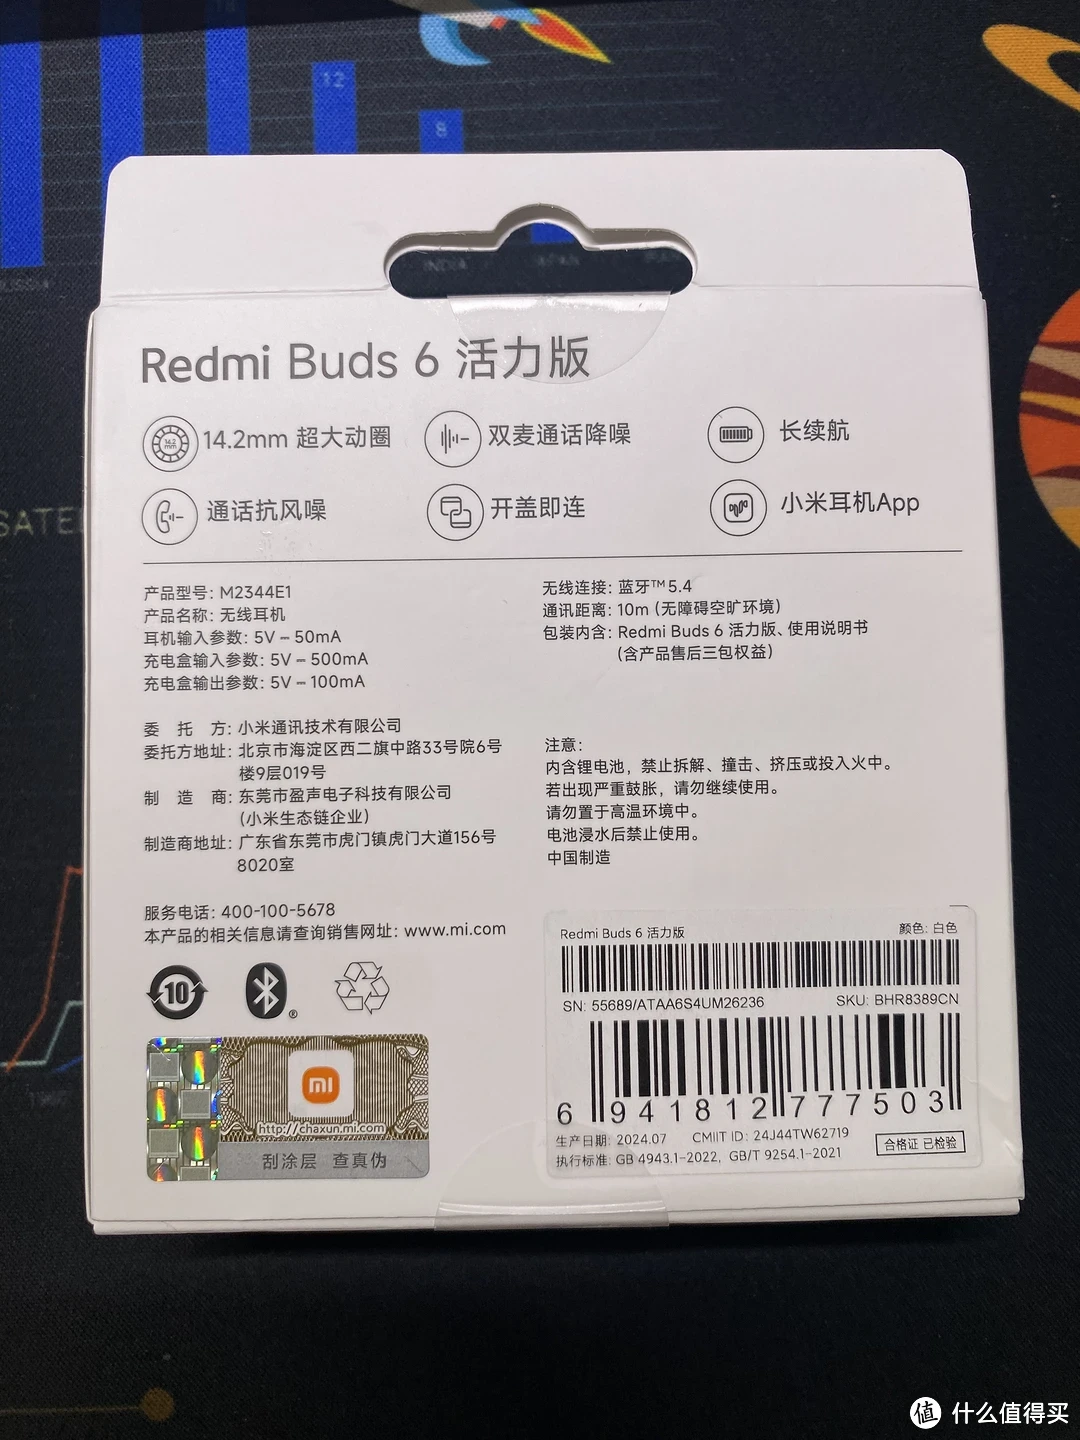 12
8
INDIA
JAPAN
Redmi Buds 6 活力版
14.2mm 超大动圈
双麦通话降噪
长续航
通话抗风噪
开盖即连
小米耳机App
产品型号: M2344E1
产品名称: 无线耳机
耳机输入参数: 5V ⎓ 50mA
充电盒输入参数: 5V ⎓ 500mA
充电盒输出参数: 5V ⎓ 100mA
无线连接: 蓝牙™5.4
通讯距离: 10m (无障碍空旷环境)
包装内含: Redmi Buds 6 活力版、使用说明书
(含产品售后三包权益)
委 托 方: 小米通讯技术有限公司
委托方地址: 北京市海淀区西二旗中路33号院6号
楼9层019号
制 造 商: 东莞市盈声电子科技有限公司
(小米生态链企业)
制造商地址: 广东省东莞市虎门镇虎门大道156号
8020室
注意:
内含锂电池，禁止拆解、撞击、挤压或投入火中。
若出现严重鼓胀，请勿继续使用。
请勿置于高温环境中。
电池浸水后禁止使用。
中国制造
服务电话: 400-100-5678
本产品的相关信息请查询销售网址: www.mi.com
10
®
http://chaxun.mi.com
刮涂层 查真伪
Redmi Buds 6 活力版
颜色: 白色
SN: 55689/ATAA6S4UM26236
SKU: BHR8389CN
6 941812 777503
生产日期: 2024.07 CMIIT ID: 24J44TW62719
执行标准: GB 4943.1-2022, GB/T 9254.1-2021
合格证 已检验
值 什么值得买